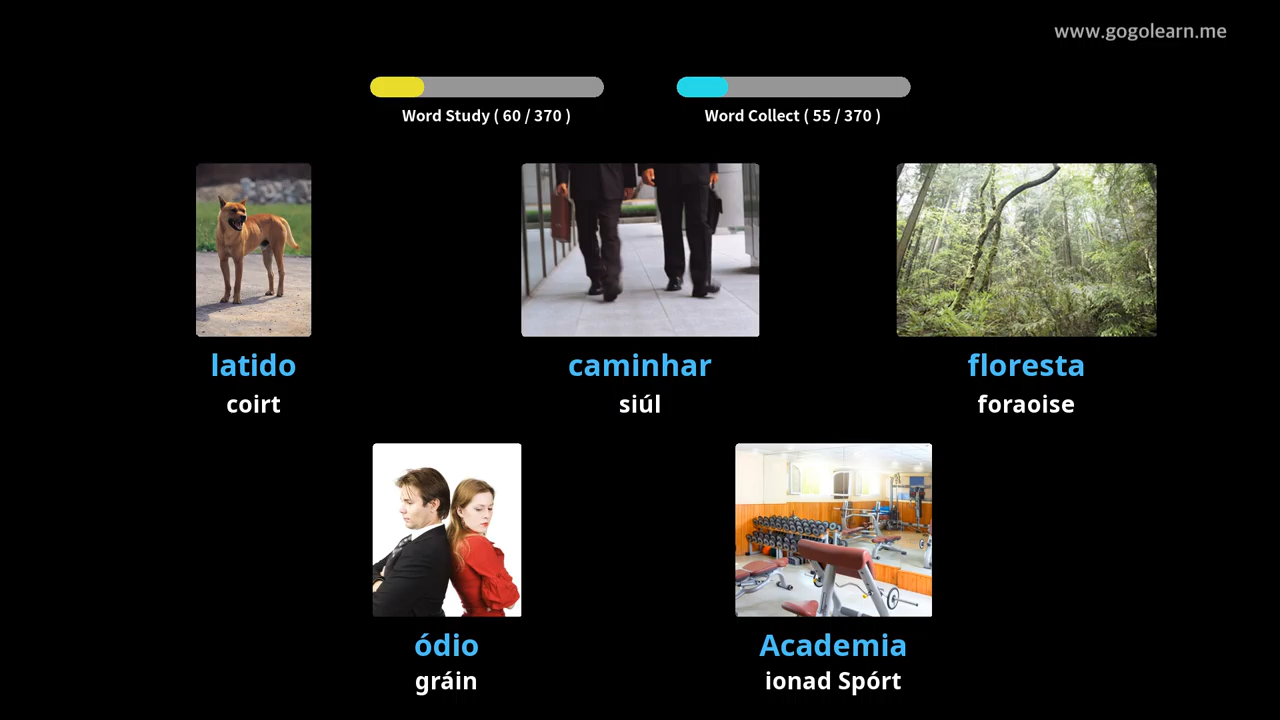 www.gogolearn.me
Word Study ( 60 / 370 )
Word Collect ( 55 / 370 )
latido
coirt
caminhar
siúl
floresta
foraoise
ódio
gráin
Academia
ionad Spórt